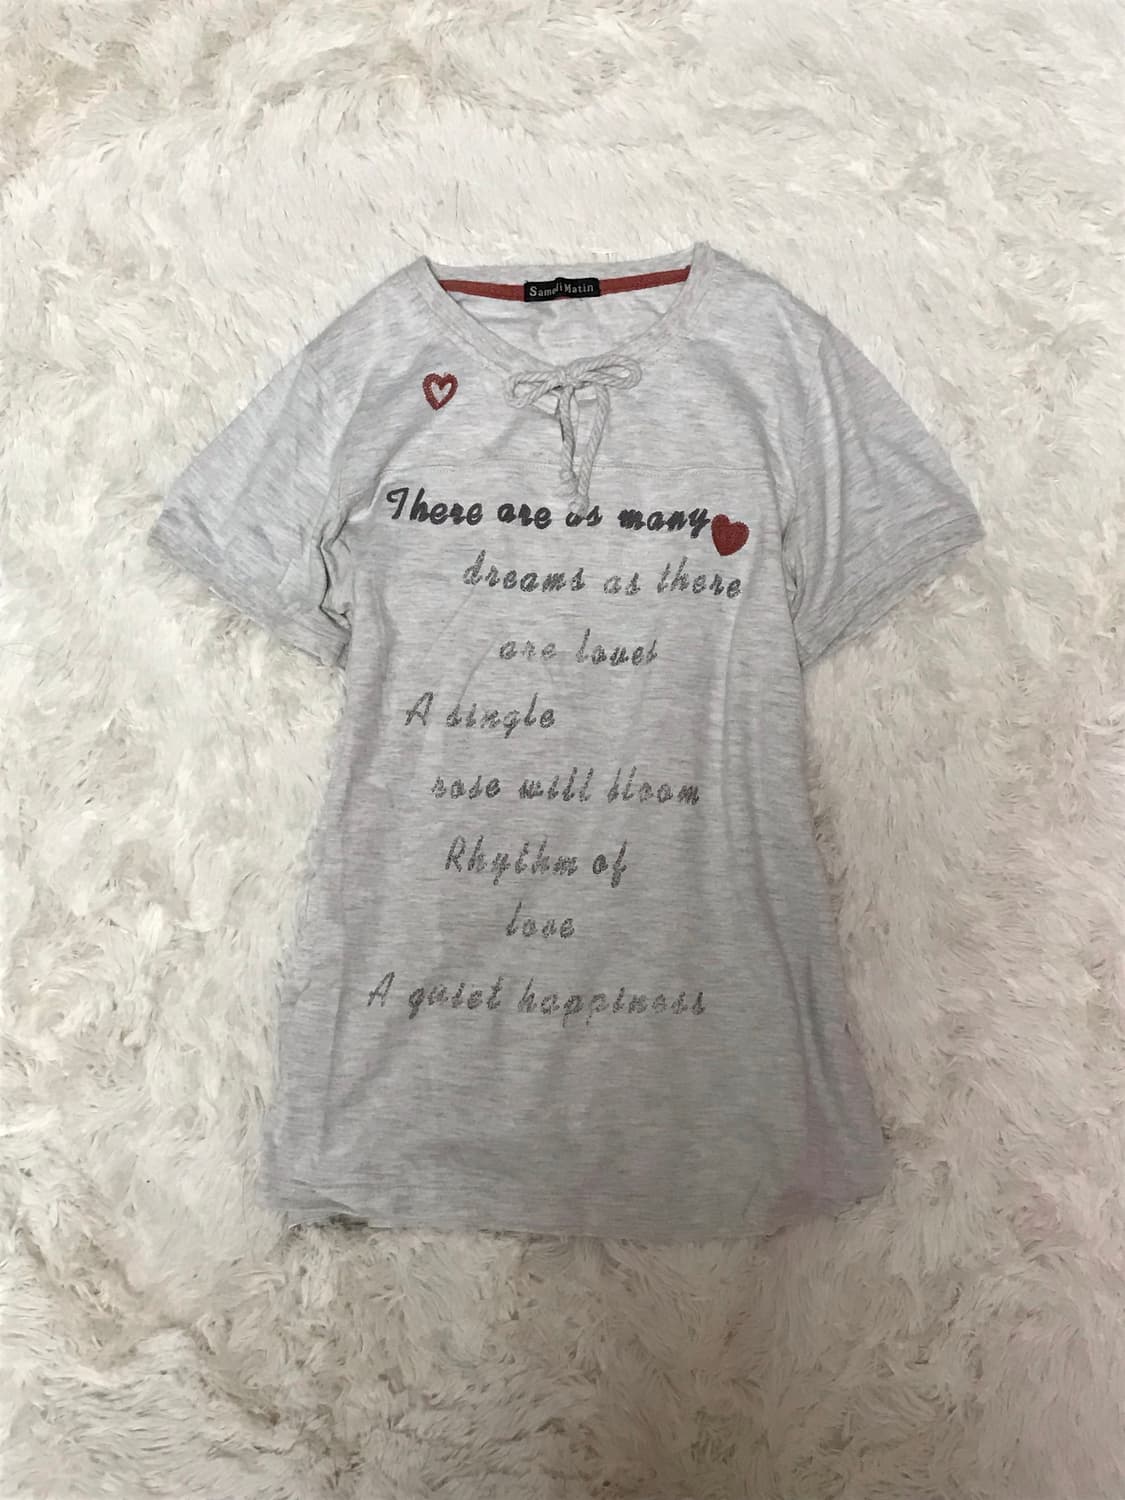 Samedi Matin
There are as many
dreams as there
are loves
A single
rose will bloom
Rhythm of
love
A quiet happiness